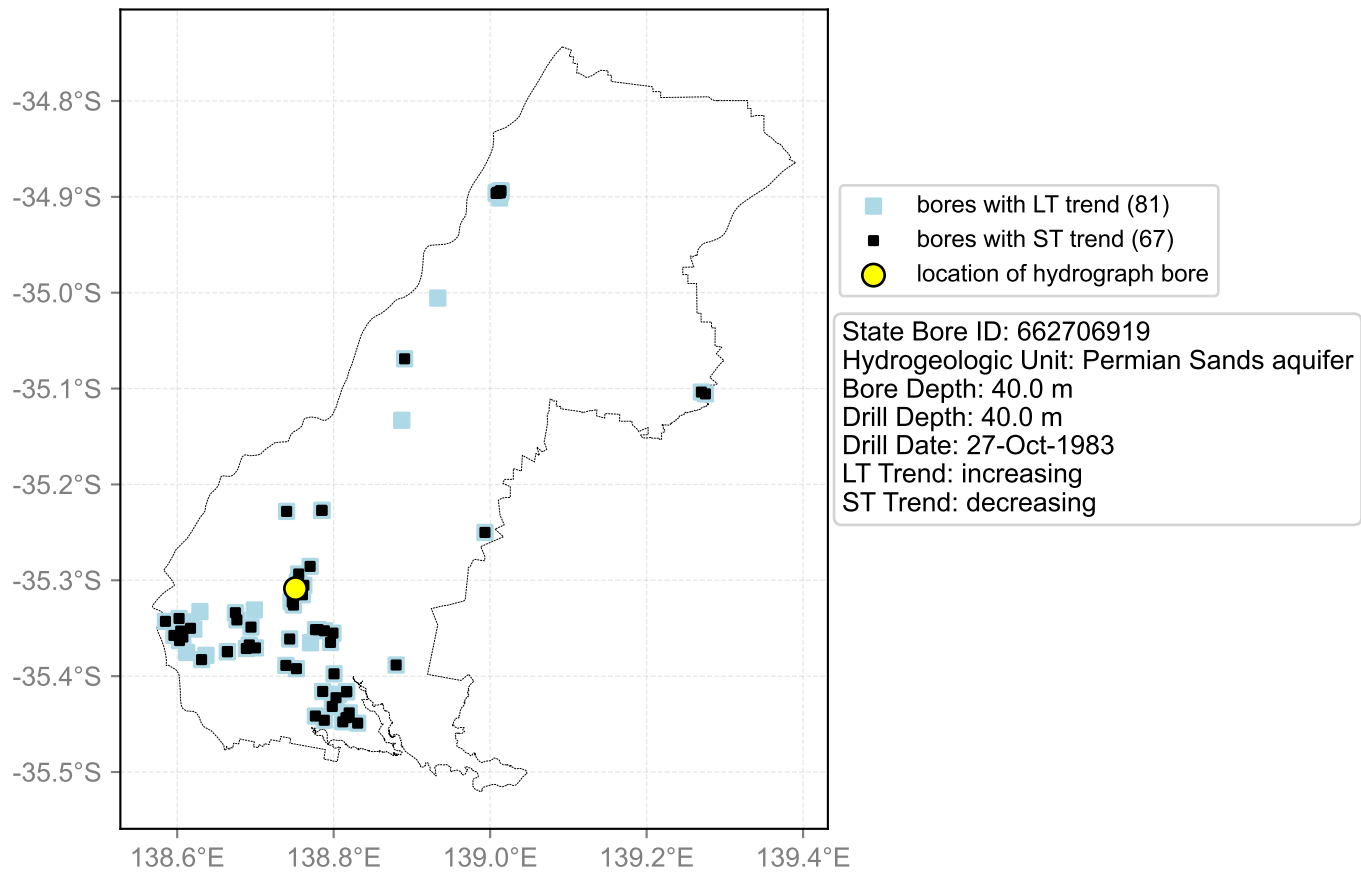 -34.8°S
-34.9°S
-35.0°S
-35.1°S
-35.2°S
-35.3°S
-35.4°S
-35.5°S
138.6°E 138.8°E 139.0°E 139.2°E 139.4°E
bores with LT trend (81)
bores with ST trend (67)
location of hydrograph bore
State Bore ID: 662706919
Hydrogeologic Unit: Permian Sands aquifer
Bore Depth: 40.0 m
Drill Depth: 40.0 m
Drill Date: 27-Oct-1983
LT Trend: increasing
ST Trend: decreasing